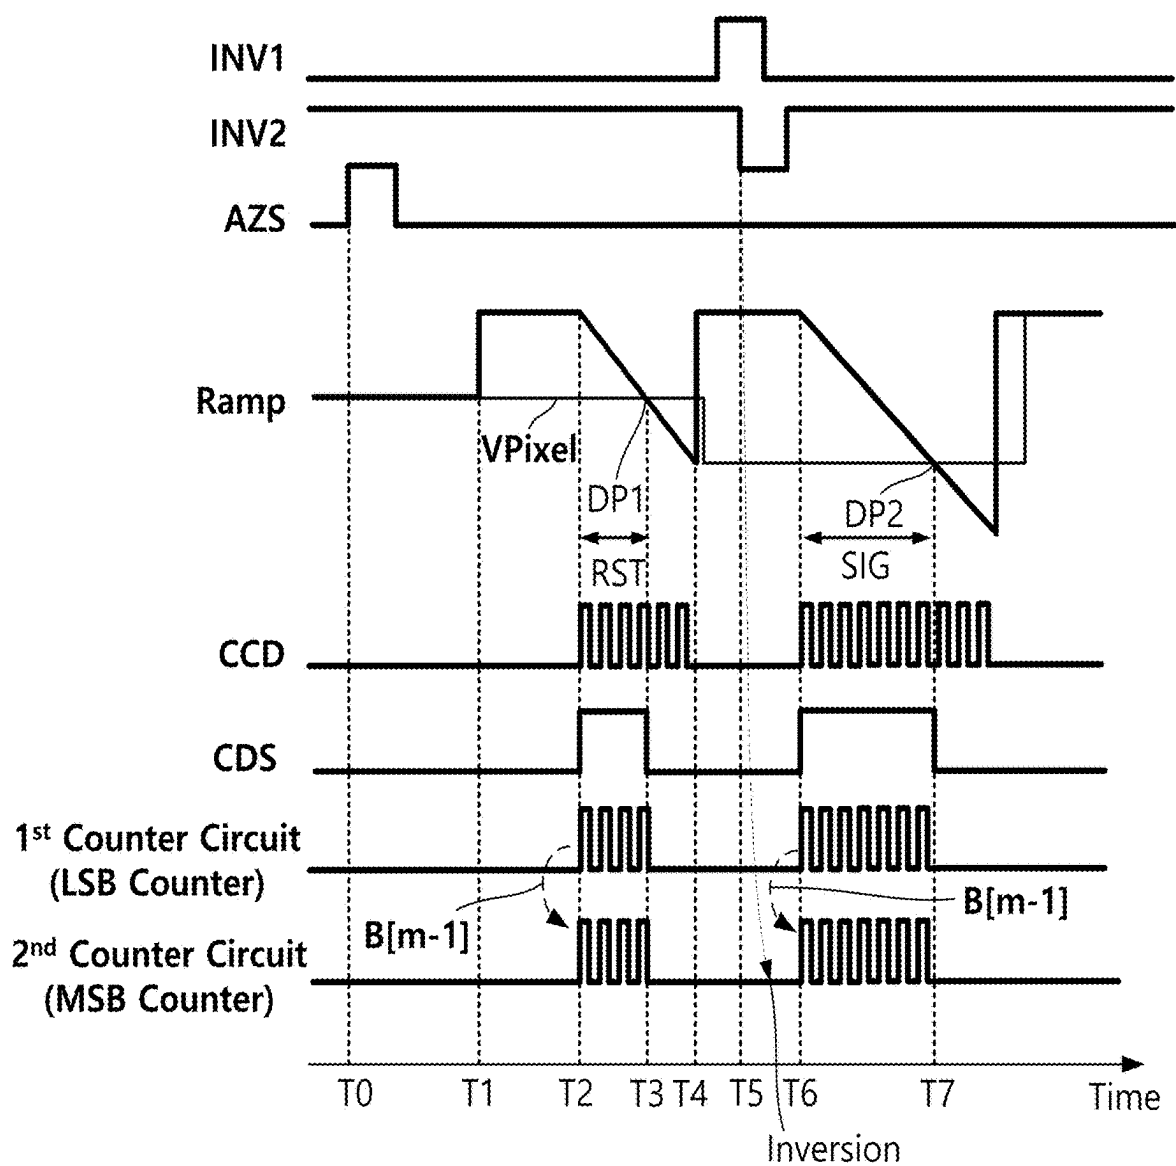 INV1
INV2
AZS
Ramp
VPixel
DP1
DP2
RST
SIG
CCD
CDS
1st Counter Circuit
(LSB Counter)
B[m-1]
B[m-1]
2nd Counter Circuit
(MSB Counter)
T0 T1 T2 T3 T4 T5 T6 T7 Time
Inversion